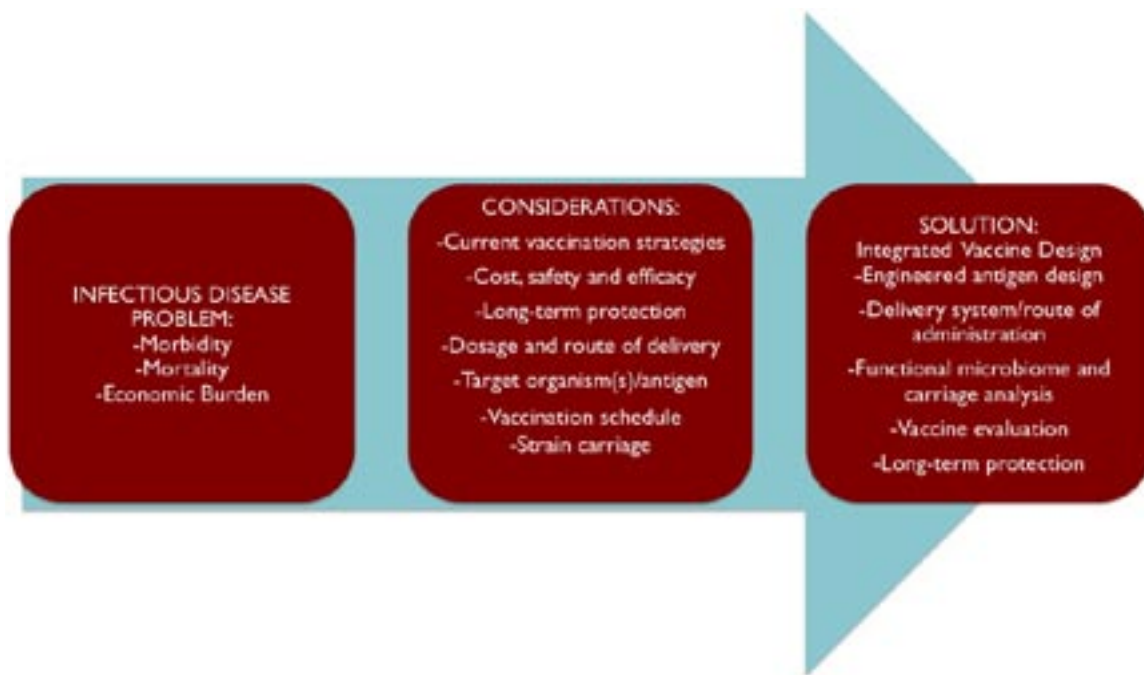 INFECTIOUS DISEASE
PROBLEM:
-Morbidity
-Mortality
-Economic Burden
CONSIDERATIONS:
-Current vaccination strategies
-Cost, safety and efficacy
-Long-term protection
-Dosage and route of delivery
-Target organism(s)/antigen
-Vaccination schedule
-Strain carriage
SOLUTION:
Integrated Vaccine Design
-Engineered antigen design
-Delivery system/route of
administration
-Functional microbiome and
carriage analysis
-Vaccine evaluation
-Long-term protection